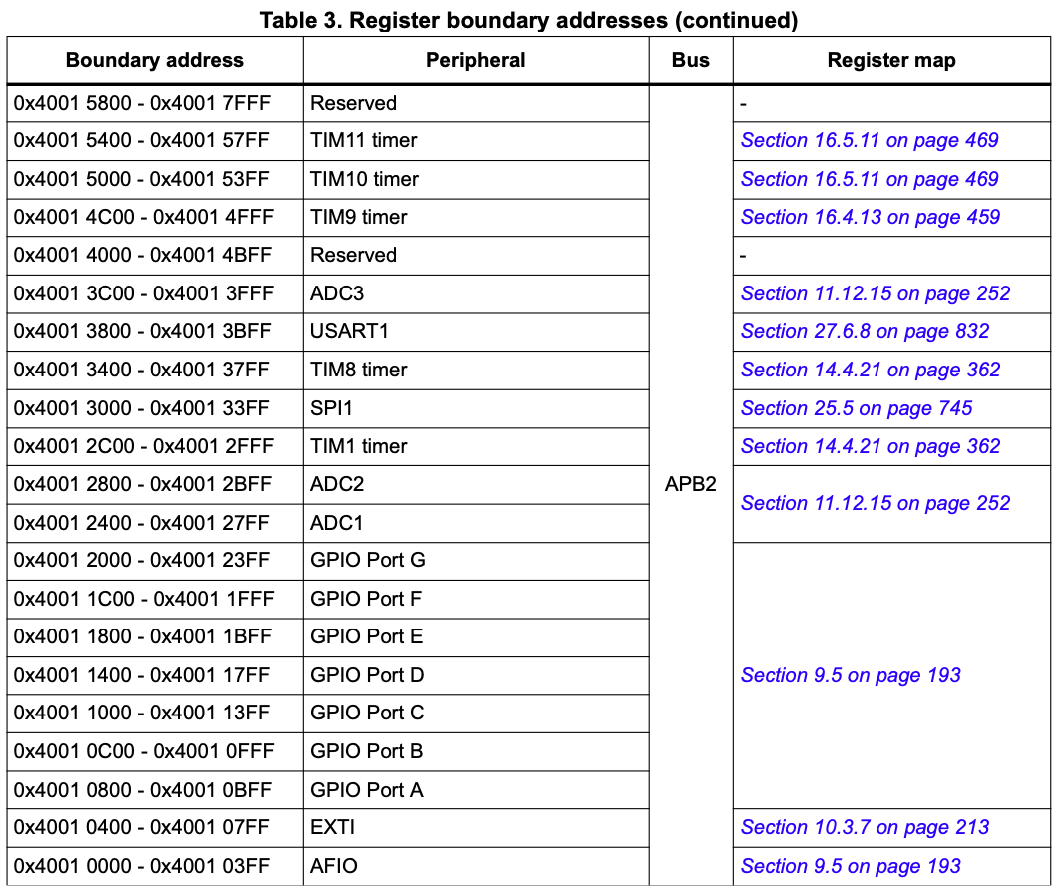 Table 3. Register boundary addresses (continued)
Boundary address Peripheral Bus Register map
0x4001 5800 - 0x4001 7FFF Reserved -
0x4001 5400 - 0x4001 57FF TIM11 timer Section 16.5.11 on page 469
0x4001 5000 - 0x4001 53FF TIM10 timer Section 16.5.11 on page 469
0x4001 4C00 - 0x4001 4FFF TIM9 timer Section 16.4.13 on page 459
0x4001 4000 - 0x4001 4BFF Reserved -
0x4001 3C00 - 0x4001 3FFF ADC3 Section 11.12.15 on page 252
0x4001 3800 - 0x4001 3BFF USART1 Section 27.6.8 on page 832
0x4001 3400 - 0x4001 37FF TIM8 timer Section 14.4.21 on page 362
0x4001 3000 - 0x4001 33FF SPI1 Section 25.5 on page 745
0x4001 2C00 - 0x4001 2FFF TIM1 timer Section 14.4.21 on page 362
0x4001 2800 - 0x4001 2BFF ADC2 APB2
Section 11.12.15 on page 252
0x4001 2400 - 0x4001 27FF ADC1
0x4001 2000 - 0x4001 23FF GPIO Port G
0x4001 1C00 - 0x4001 1FFF GPIO Port F
0x4001 1800 - 0x4001 1BFF GPIO Port E
0x4001 1400 - 0x4001 17FF GPIO Port D Section 9.5 on page 193
0x4001 1000 - 0x4001 13FF GPIO Port C
0x4001 0C00 - 0x4001 0FFF GPIO Port B
0x4001 0800 - 0x4001 0BFF GPIO Port A
0x4001 0400 - 0x4001 07FF EXTI Section 10.3.7 on page 213
0x4001 0000 - 0x4001 03FF AFIO Section 9.5 on page 193